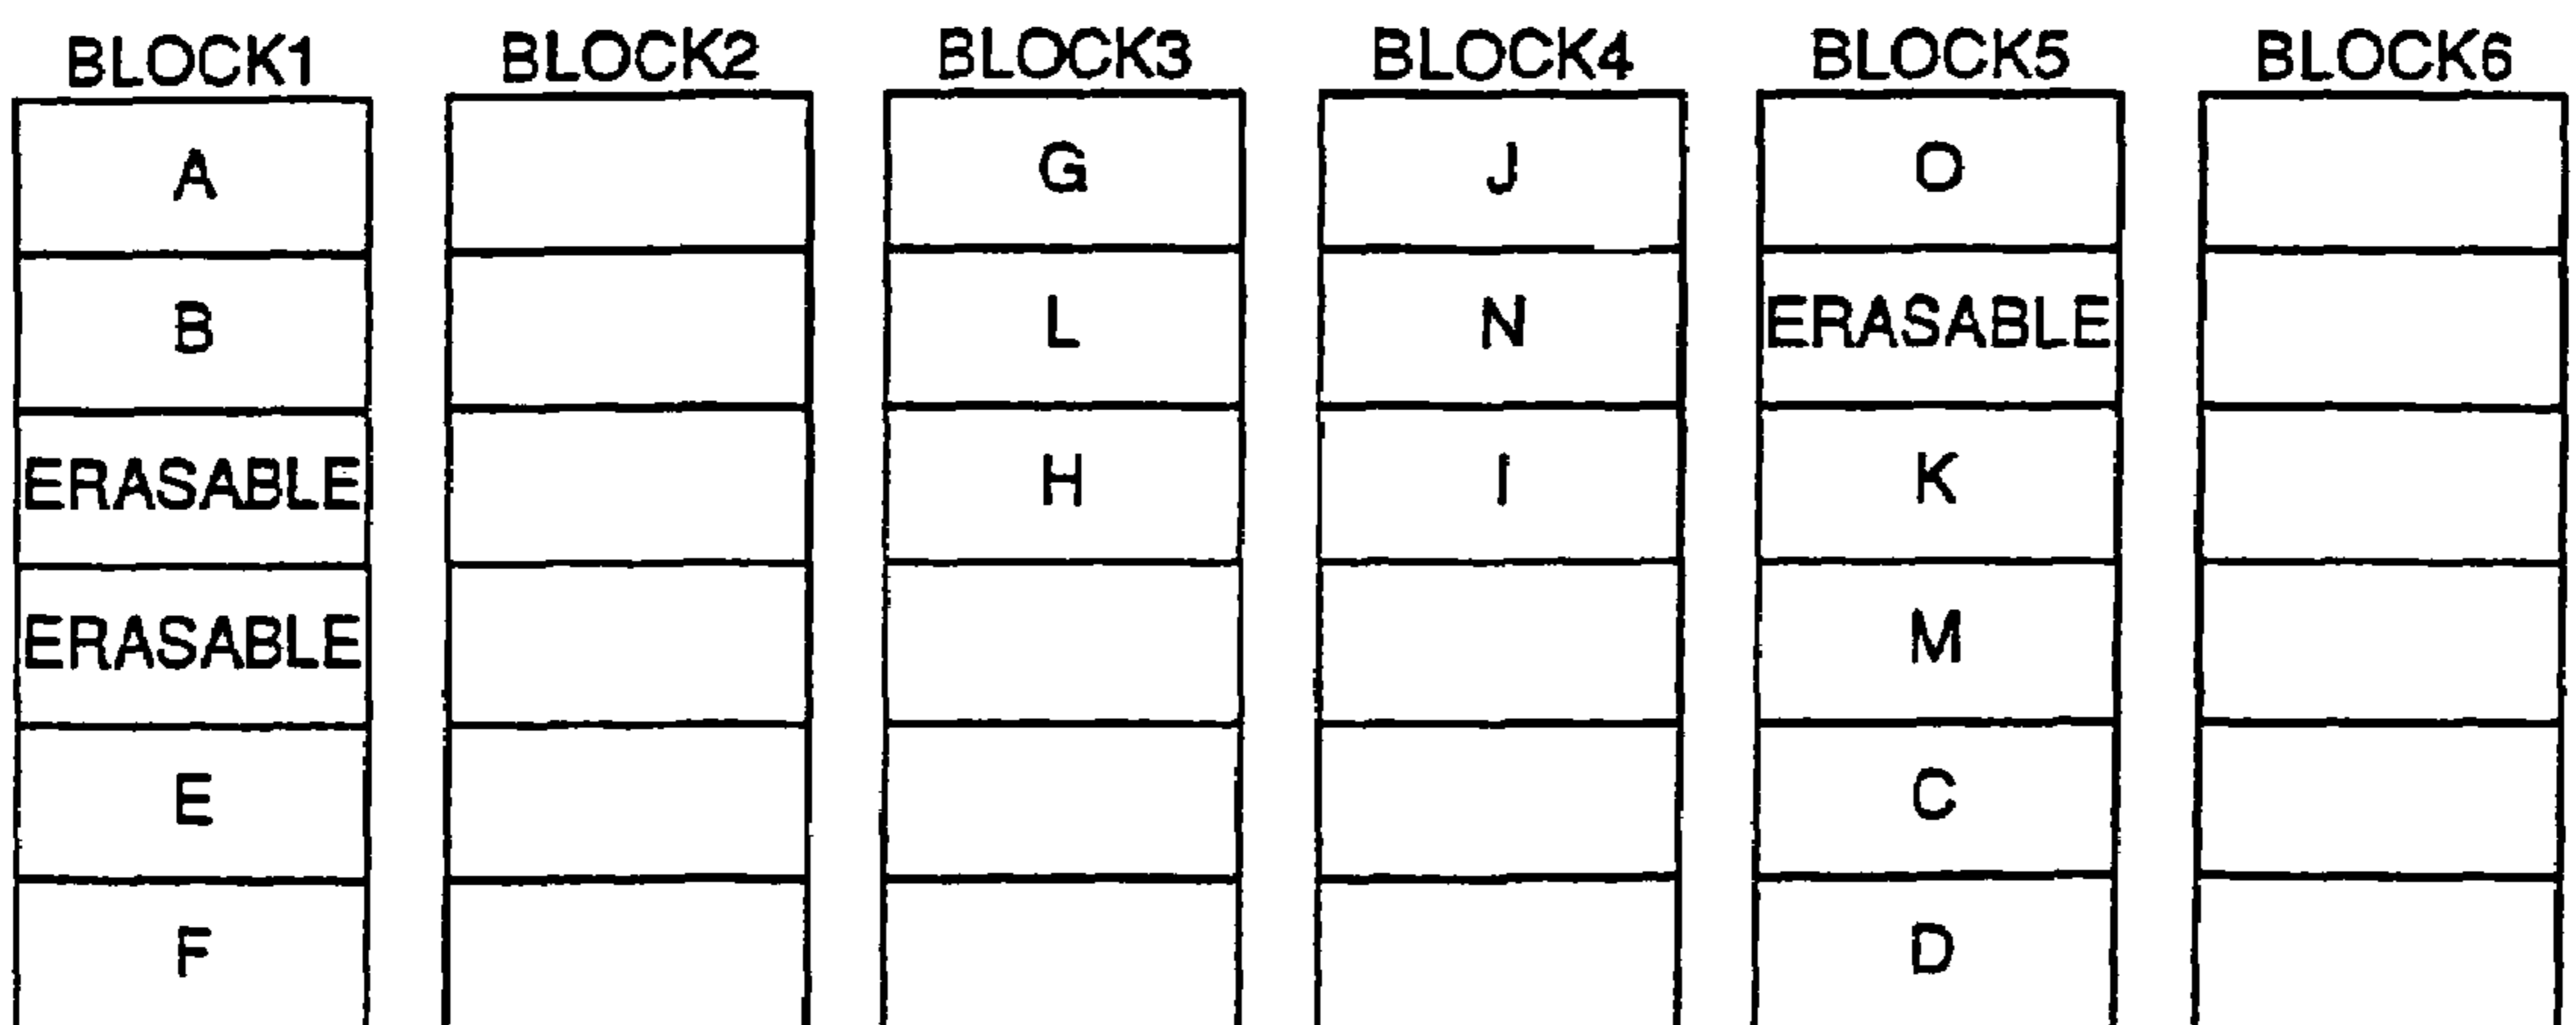 BLOCK1 BLOCK2 BLOCK3 BLOCK4 BLOCK5 BLOCK6
A G J O
B L N ERASABLE
ERASABLE H I K
ERASABLE M
E C
F D